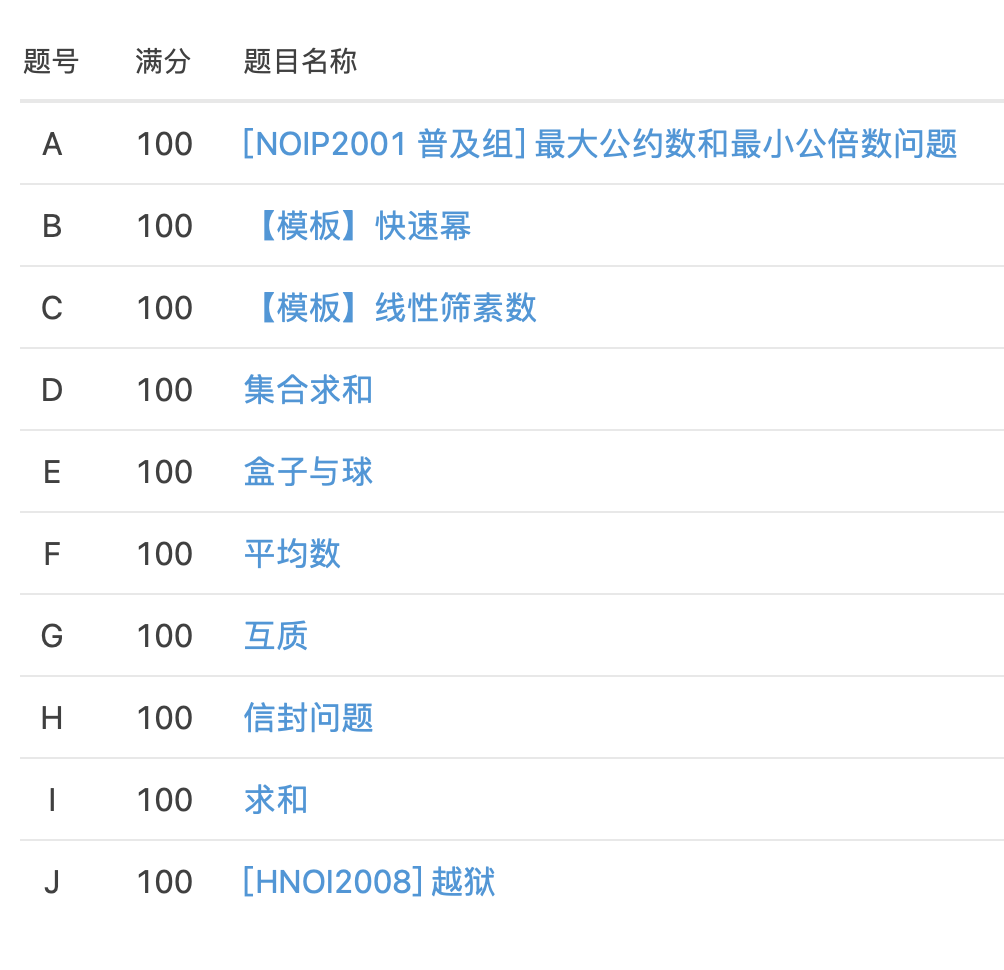 题号 满分 题目名称
A 100 [NOIP2001 普及组] 最大公约数和最小公倍数问题
B 100 【模板】快速幂
C 100 【模板】线性筛素数
D 100 集合求和
E 100 盒子与球
F 100 平均数
G 100 互质
H 100 信封问题
I 100 求和
J 100 [HNOI2008] 越狱